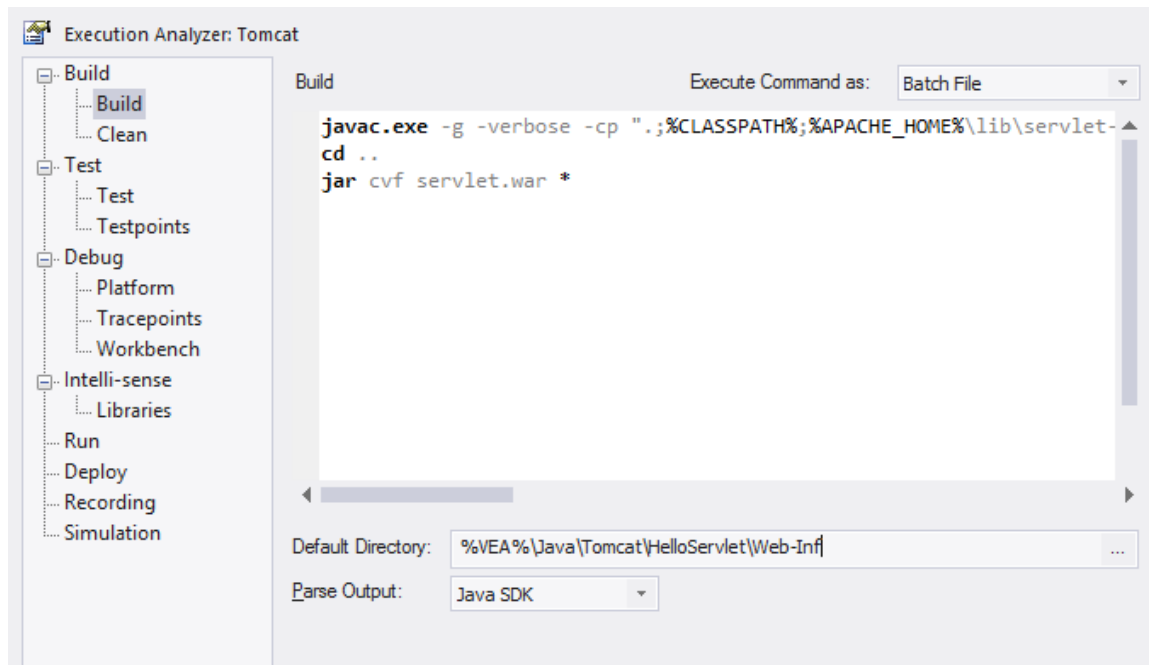 Execution Analyzer: Tomcat
Build
Build
Clean
Test
Test
Testpoints
Debug
Platform
Tracepoints
Workbench
Intelli-sense
Libraries
Run
Deploy
Recording
Simulation
Build
Execute Command as: Batch File
javac.exe -g -verbose -cp ".;%CLASSPATH%;%APACHE_HOME%\lib\servlet-
cd ..
jar cvf servlet.war *
Default Directory: %VEA%\Java\Tomcat\HelloServlet\Web-Inf
...
Parse Output: Java SDK